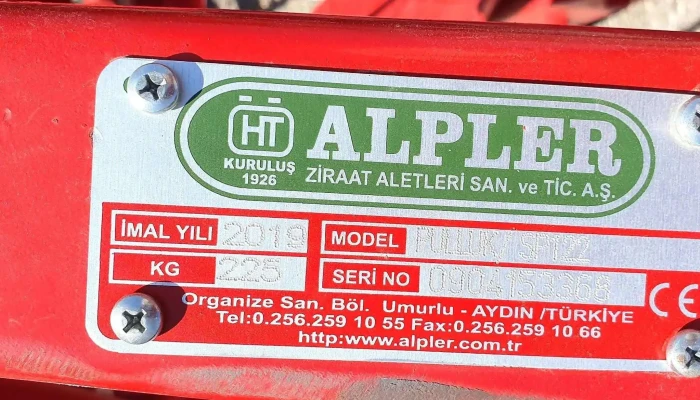 HT
KURULUŞ
1926
ALPLER
ZİRAAT ALETLERİ SAN. ve TİC. A.Ş.
İMAL YILI 2019
MODEL PULLUK
KG 225
SERİ NO
CE
Organize San. Böl. Umurlu - AYDIN /TÜRKİYE
Tel:0.256.259 10 55 Fax:0.256.259 10 66
http:www.alpler.com.tr